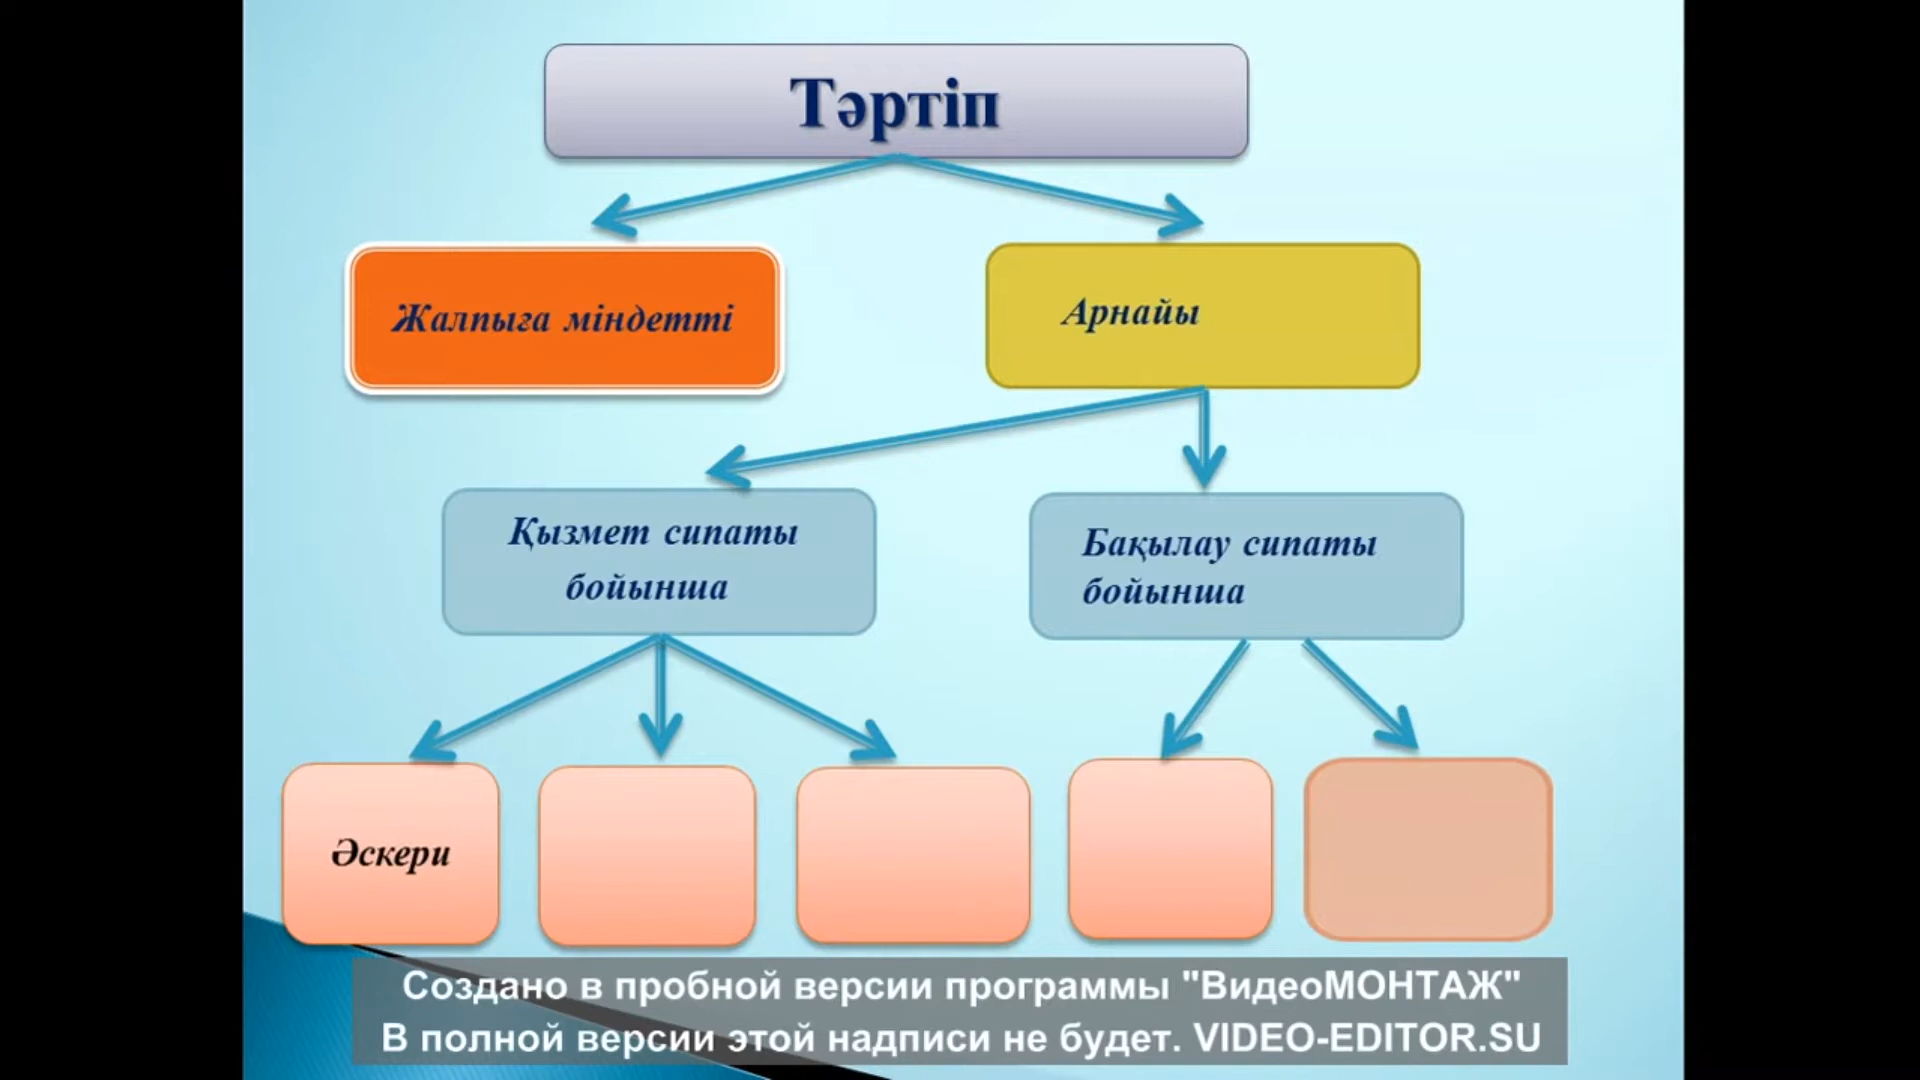 Тәртіп
Жалпыға міндетті
Арнайы
Қызмет сипаты
бойынша
Бақылау сипаты
бойынша
Әскери
Создано в пробной версии программы "ВидеоМОНТАЖ"
В полной версии этой надписи не будет. VIDEO-EDITOR.SU